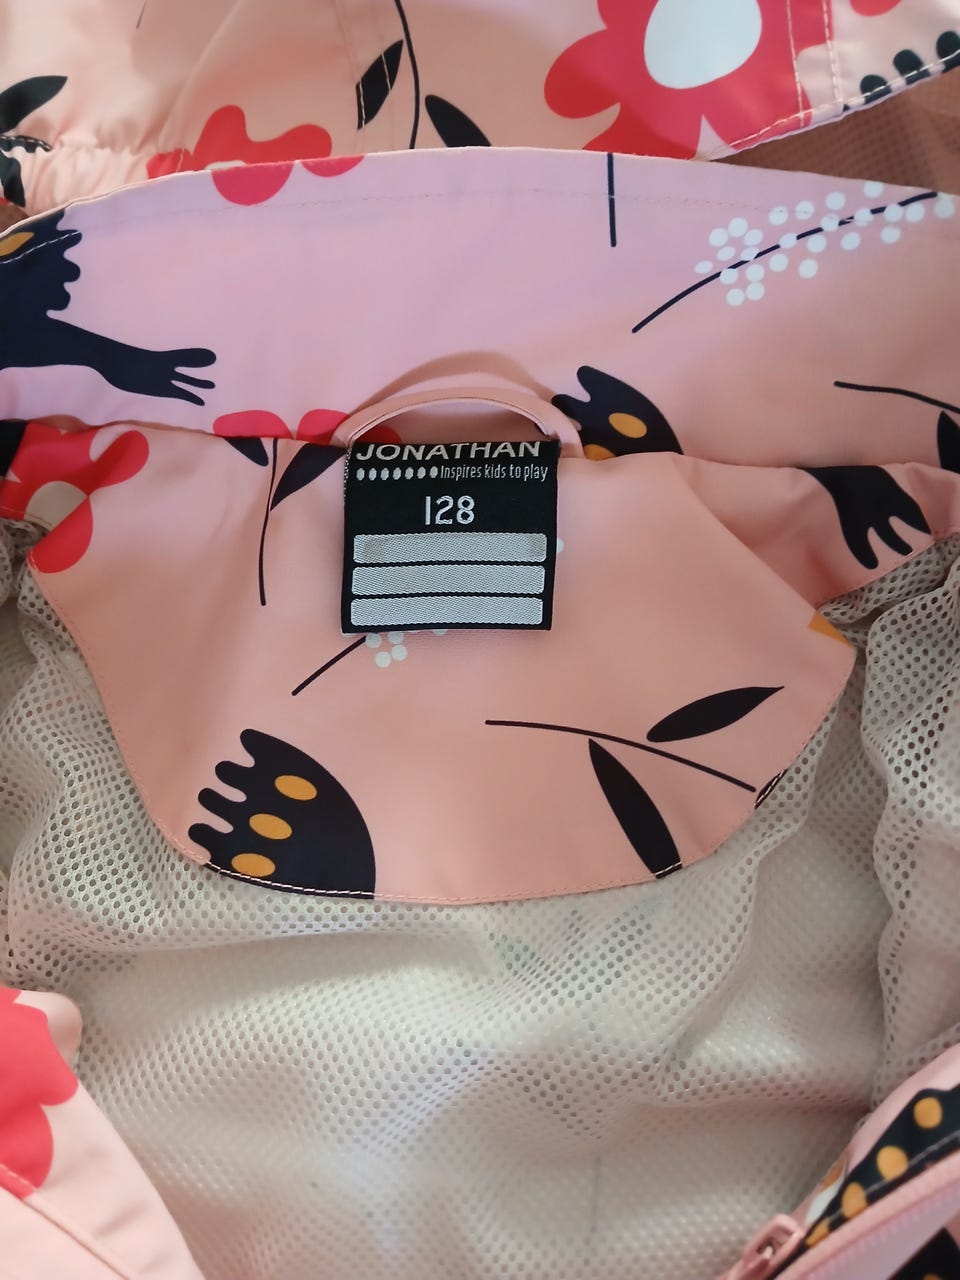 JONATHAN
Inspires kids to play
128